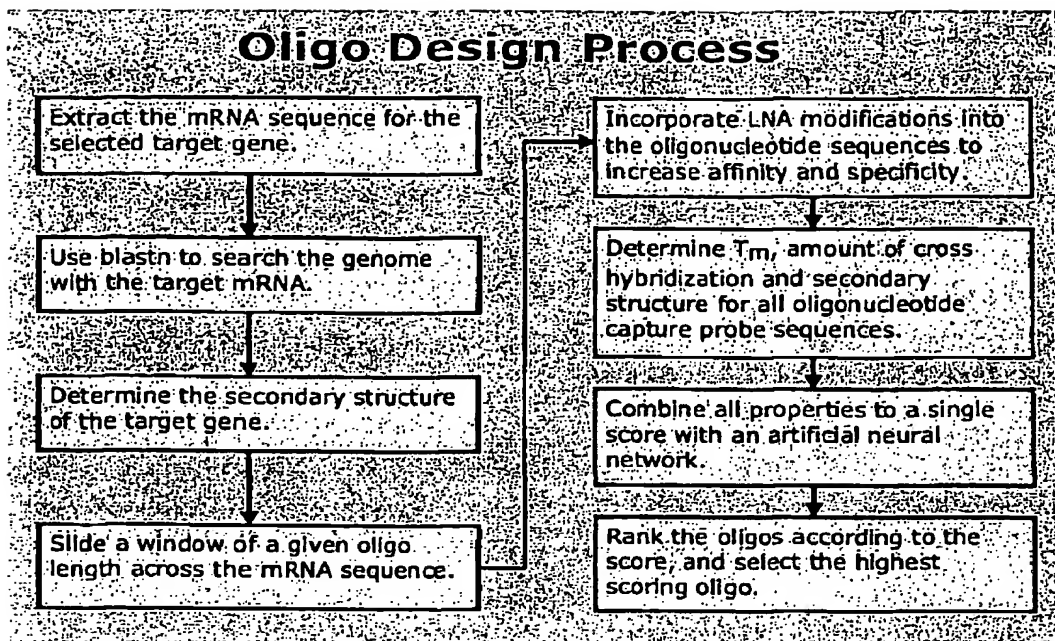 Oligo Design Process
Extract the mRNA sequence for the
selected target gene.
Use blastn to search the genome
with the target mRNA.
Determine the secondary structure
of the target gene.
Slide a window of a given oligo
length across the mRNA sequence.
Incorporate LNA modifications into
the oligonucleotide sequences to
increase affinity and specificity.
Determine Tm, amount of cross
hybridization and secondary
structure for all oligonucleotide
capture probe sequences.
Combine all properties to a single
score with an artificial neural
network.
Rank the oligos according to the
score, and select the highest
scoring oligo.